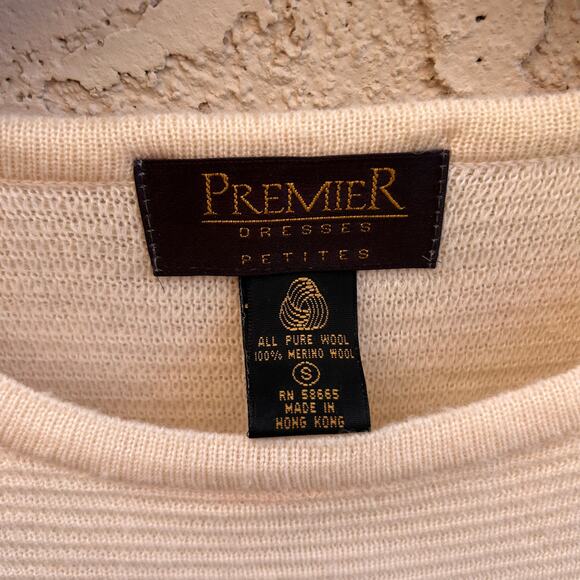 PREMIER
DRESSES
PETITES
ALL PURE WOOL
100% MERINO WOOL
S
RN 58665
MADE IN
HONG KONG